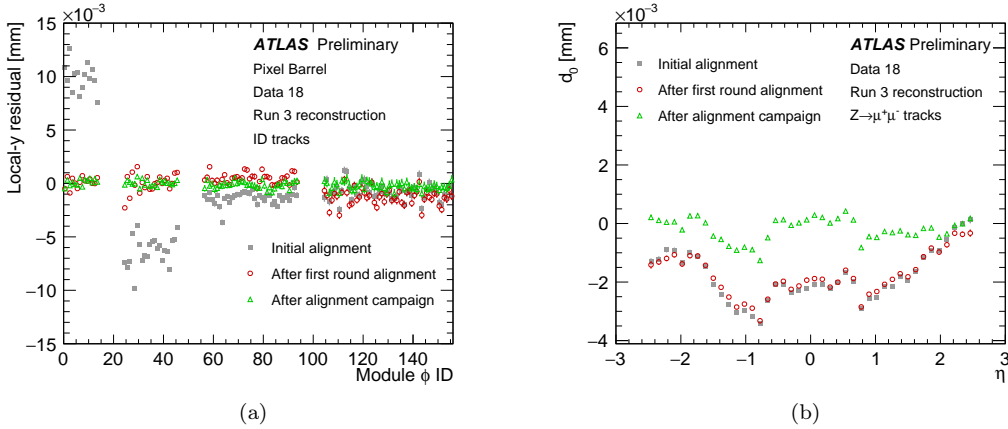 ×10⁻³
Local-y residual [mm]
15
10
5
0
−5
−10
−15
ATLAS Preliminary
Pixel Barrel
Data 18
Run 3 reconstruction
ID tracks
Initial alignment
After first round alignment
After alignment campaign
0 20 40 60 80 100 120 140
Module ϕ ID
(a)
×10⁻³
d₀ [mm]
6
4
2
0
−2
−4
ATLAS Preliminary
Initial alignment
Data 18
After first round alignment
Run 3 reconstruction
After alignment campaign
Z→μ⁺μ⁻ tracks
−3 −2 −1 0 1 2 3
η
(b)